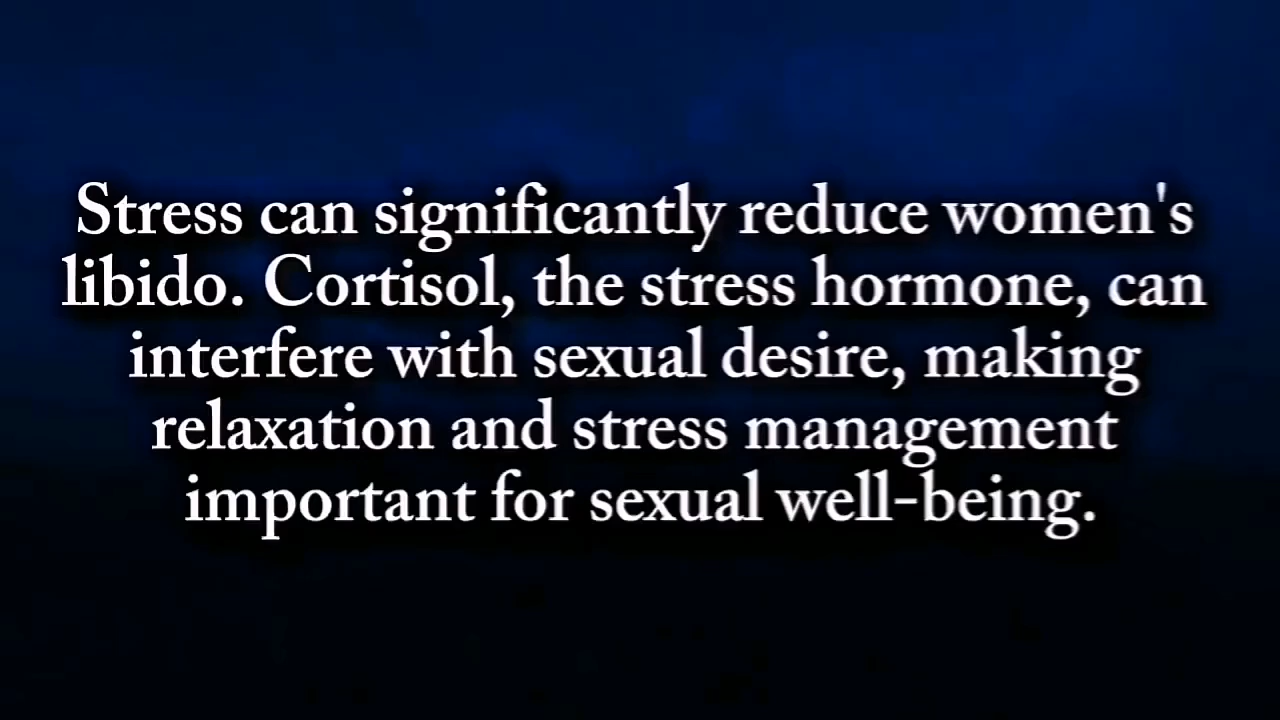 Stress can significantly reduce women's
libido. Cortisol, the stress hormone, can
interfere with sexual desire, making
relaxation and stress management
important for sexual well-being.